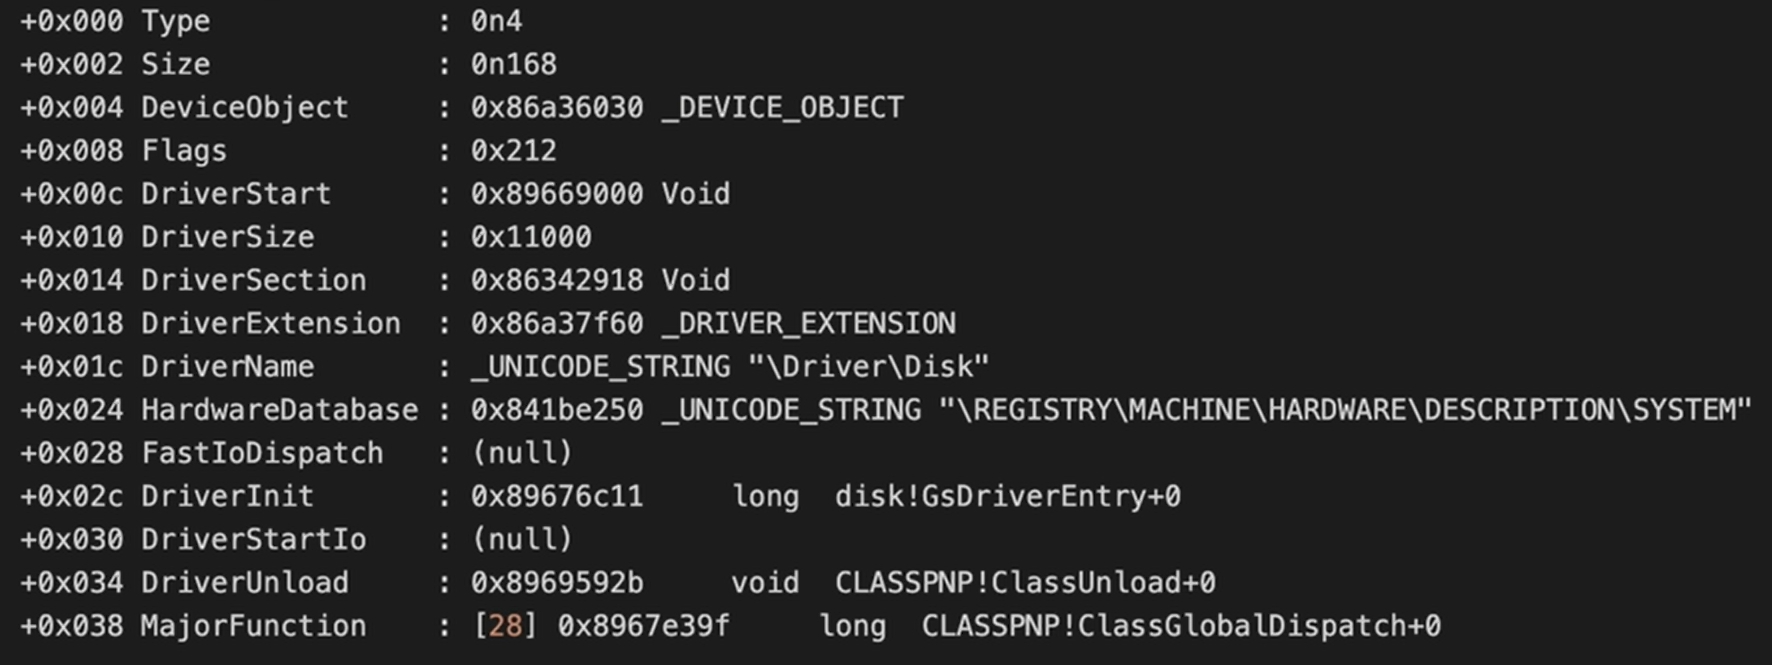 +0x000 Type             : 0n4
+0x002 Size             : 0n168
+0x004 DeviceObject     : 0x86a36030 _DEVICE_OBJECT
+0x008 Flags            : 0x212
+0x00c DriverStart      : 0x89669000 Void
+0x010 DriverSize       : 0x11000
+0x014 DriverSection    : 0x86342918 Void
+0x018 DriverExtension  : 0x86a37f60 _DRIVER_EXTENSION
+0x01c DriverName       : _UNICODE_STRING "\Driver\Disk"
+0x024 HardwareDatabase : 0x841be250 _UNICODE_STRING "\REGISTRY\MACHINE\HARDWARE\DESCRIPTION\SYSTEM"
+0x028 FastIoDispatch   : (null)
+0x02c DriverInit       : 0x89676c11     long  disk!GsDriverEntry+0
+0x030 DriverStartIo    : (null)
+0x034 DriverUnload     : 0x8969592b     void  CLASSPNP!ClassUnload+0
+0x038 MajorFunction    : [28] 0x8967e39f     long  CLASSPNP!ClassGlobalDispatch+0